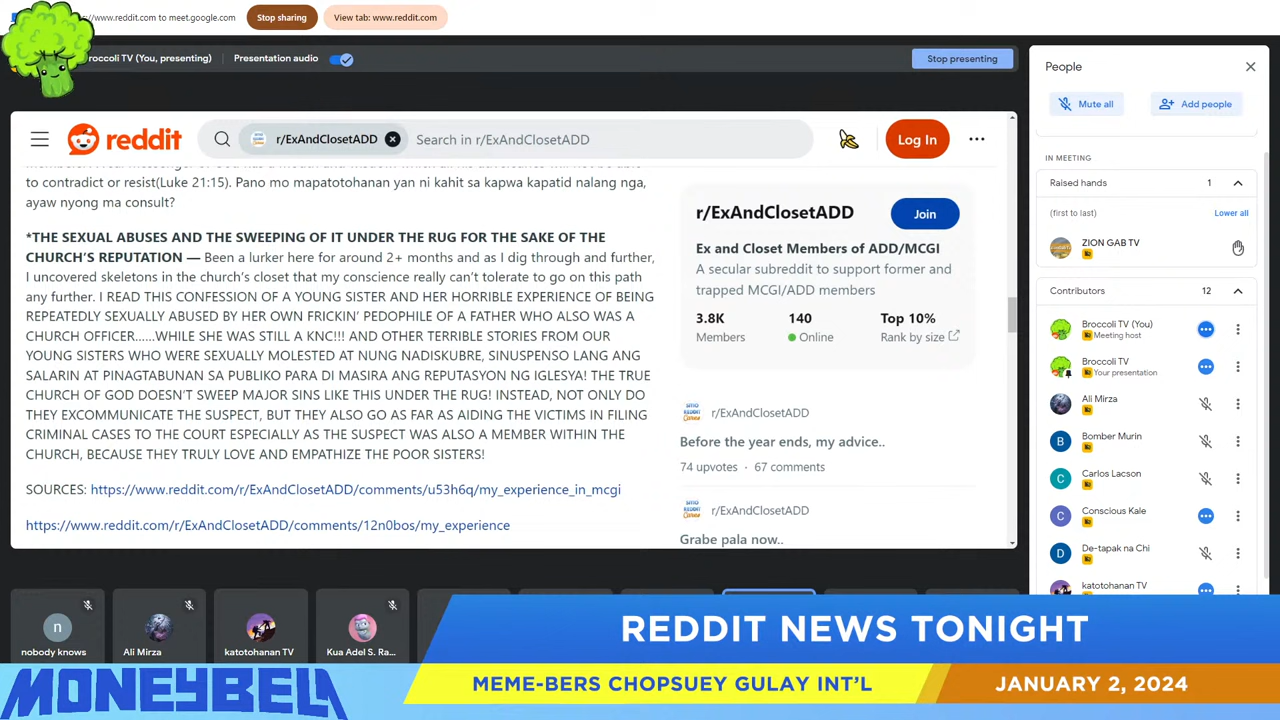 //www.reddit.com to meet.google.com
Stop sharing
View tab: www.reddit.com
Broccoli TV (You, presenting)
Presentation audio
Stop presenting
reddit
r/ExAndClosetADD
Search in r/ExAndClosetADD
Log In
to contradict or resist(Luke 21:15). Pano mo mapatotohanan yan ni kahit sa kapwa kapatid nalang nga,
ayaw nyong ma consult?
*THE SEXUAL ABUSES AND THE SWEEPING OF IT UNDER THE RUG FOR THE SAKE OF THE
CHURCH'S REPUTATION — Been a lurker here for around 2+ months and as I dig through and further,
I uncovered skeletons in the church's closet that my conscience really can't tolerate to go on this path
any further. I READ THIS CONFESSION OF A YOUNG SISTER AND HER HORRIBLE EXPERIENCE OF BEING
REPEATEDLY SEXUALLY ABUSED BY HER OWN FRICKIN' PEDOPHILE OF A FATHER WHO ALSO WAS A
CHURCH OFFICER......WHILE SHE WAS STILL A KNC!!! AND OTHER TERRIBLE STORIES FROM OUR
YOUNG SISTERS WHO WERE SEXUALLY MOLESTED AT NUNG NADISKUBRE, SINUSPENSO LANG ANG
SALARIN AT PINAGTABUNAN SA PUBLIKO PARA DI MASIRA ANG REPUTASYON NG IGLESYA! THE TRUE
CHURCH OF GOD DOESN'T SWEEP MAJOR SINS LIKE THIS UNDER THE RUG! INSTEAD, NOT ONLY DO
THEY EXCOMMUNICATE THE SUSPECT, BUT THEY ALSO GO AS FAR AS AIDING THE VICTIMS IN FILING
CRIMINAL CASES TO THE COURT ESPECIALLY AS THE SUSPECT WAS ALSO A MEMBER WITHIN THE
CHURCH, BECAUSE THEY TRULY LOVE AND EMPATHIZE THE POOR SISTERS!
SOURCES: https://www.reddit.com/r/ExAndClosetADD/comments/u53h6q/my_experience_in_mcgi
https://www.reddit.com/r/ExAndClosetADD/comments/12n0bos/my_experience
r/ExAndClosetADD
Join
Ex and Closet Members of ADD/MCGI
A secular subreddit to support former and
trapped MCGI/ADD members
3.8K 140 Top 10%
Members Online Rank by size
r/ExAndClosetADD
Before the year ends, my advice..
74 upvotes · 67 comments
r/ExAndClosetADD
Grabe pala now..
People
Mute all
Add people
IN MEETING
Raised hands 1
(first to last) Lower all
ZION GAB TV
Contributors 12
Broccoli TV (You)
Meeting host
Broccoli TV
Your presentation
Ali Mirza
B Bomber Murin
C Carlos Lacson
C Conscious Kale
D De-tapak na Chi
katotohanan TV
n
nobody knows
Ali Mirza
katotohanan TV
Kua Adel S. Ra...
REDDIT NEWS TONIGHT
MONEYBELA
MEME-BERS CHOPSUEY GULAY INT'L
JANUARY 2, 2024